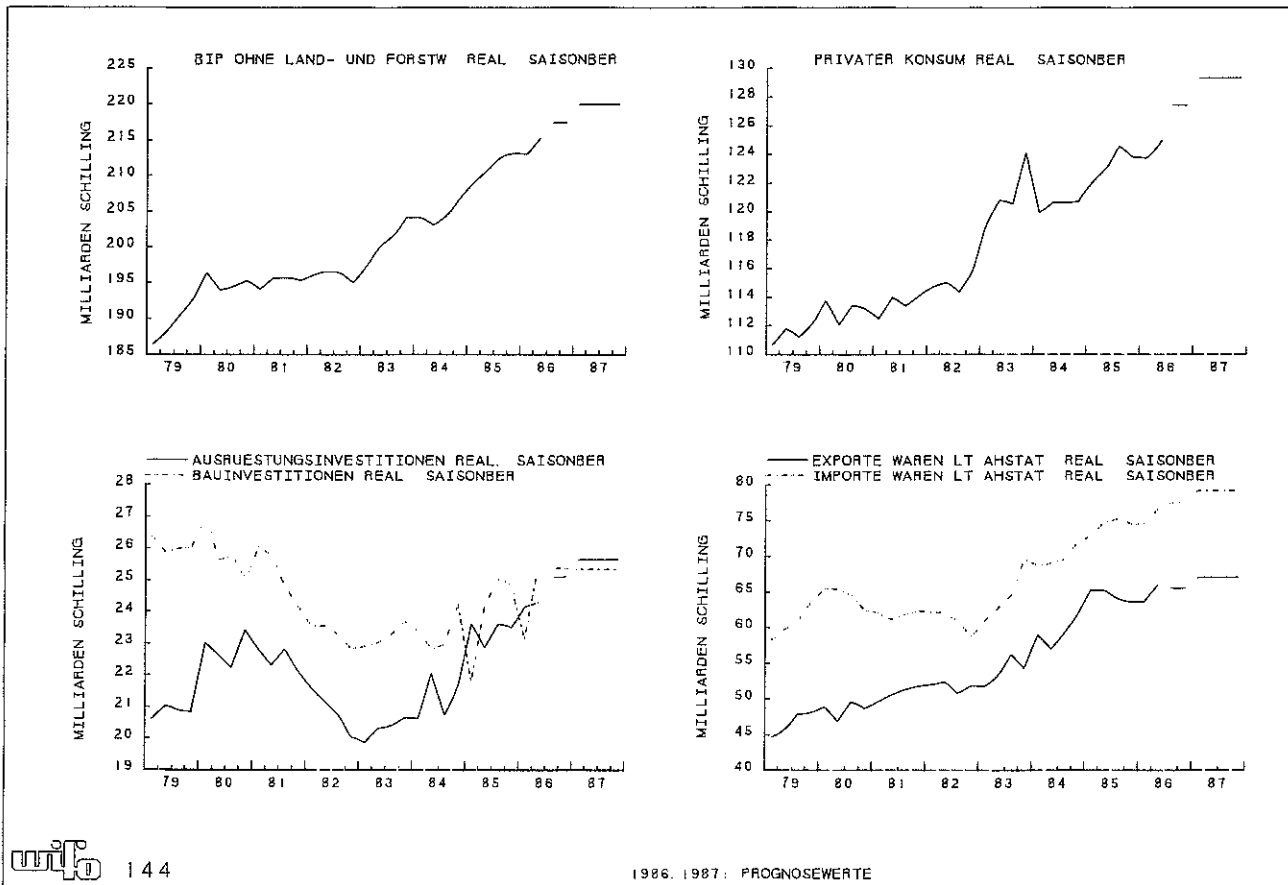 BIP OHNE LAND- UND FORSTW REAL SAISONBER
MILLIARDEN SCHILLING
225
220
215
210
205
200
195
190
185
79 80 81 82 83 84 85 86 87
PRIVATER KONSUM REAL SAISONBER
MILLIARDEN SCHILLING
130
128
126
124
122
120
118
116
114
112
110
79 80 81 82 83 84 85 86 87
AUSRUESTUNGSINVESTITIONEN REAL. SAISONBER
BAUINVESTITIONEN REAL SAISONBER
MILLIARDEN SCHILLING
28
27
26
25
24
23
22
21
20
19
79 80 81 82 83 84 85 86 87
EXPORTE WAREN LT AHSTAT REAL SAISONBER
IMPORTE WAREN LT AHSTAT REAL SAISONBER
MILLIARDEN SCHILLING
80
75
70
65
60
55
50
45
40
79 80 81 82 83 84 85 86 87
wifo 144
1986, 1987: PROGNOSEWERTE